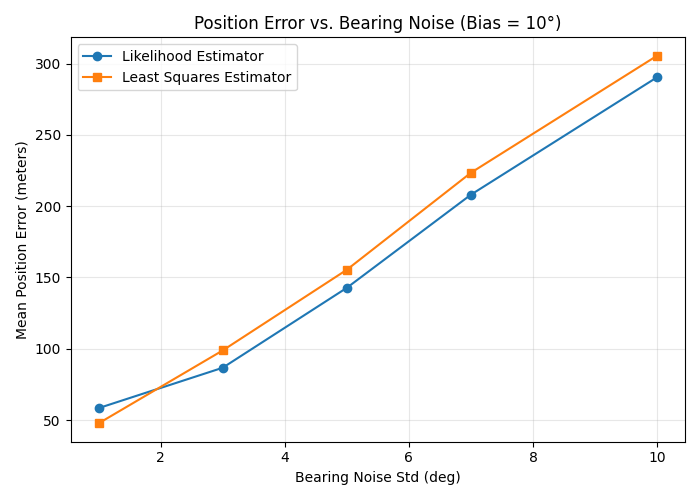 Position Error vs. Bearing Noise (Bias = 10°)
Likelihood Estimator
Least Squares Estimator
Mean Position Error (meters)
300
250
200
150
100
50
2 4 6 8 10
Bearing Noise Std (deg)